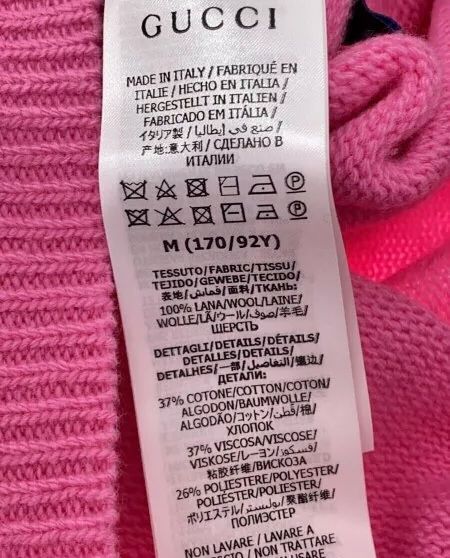 GUCCI
MADE IN ITALY / FABRIQUÉ EN
ITALIE / HECHO EN ITALIA /
HERGESTELLT IN ITALIEN /
FABRICADO EM ITÁLIA /
イタリア製 / صنع في إيطاليا /
产地:意大利 / СДЕЛАНО В
ИТАЛИИ
M (170/92Y)
TESSUTO/FABRIC/TISSU/
TEJIDO/GEWEBE/TECIDO/
表地/قماش/面料/ТКАНЬ:
100% LANA/WOOL/LAINE/
WOLLE/LÃ/ウール/صوف/羊毛/
ШЕРСТЬ
DETTAGLI/DETAILS/DÉTAILS/
DETALLES/DETAILS/
DETALHES/一部/التفاصيل/镶边/
ДЕТАЛИ:
37% COTONE/COTTON/COTON/
ALGODON/BAUMWOLLE/
ALGODÃO/コットン/قطن/棉/
ХЛОПОК
37% VISCOSA/VISCOSE/
VISKOSE/レーヨン/فسكوز/
粘胶纤维/ВИСКОЗА
26% POLIESTERE/POLYESTER/
POLIÉSTER/POLIESTER/
ポリエステル/بوليستر/聚酯纤维/
ПОЛИЭСТЕР
NON LAVARE / LAVARE A
NON TRATTARE